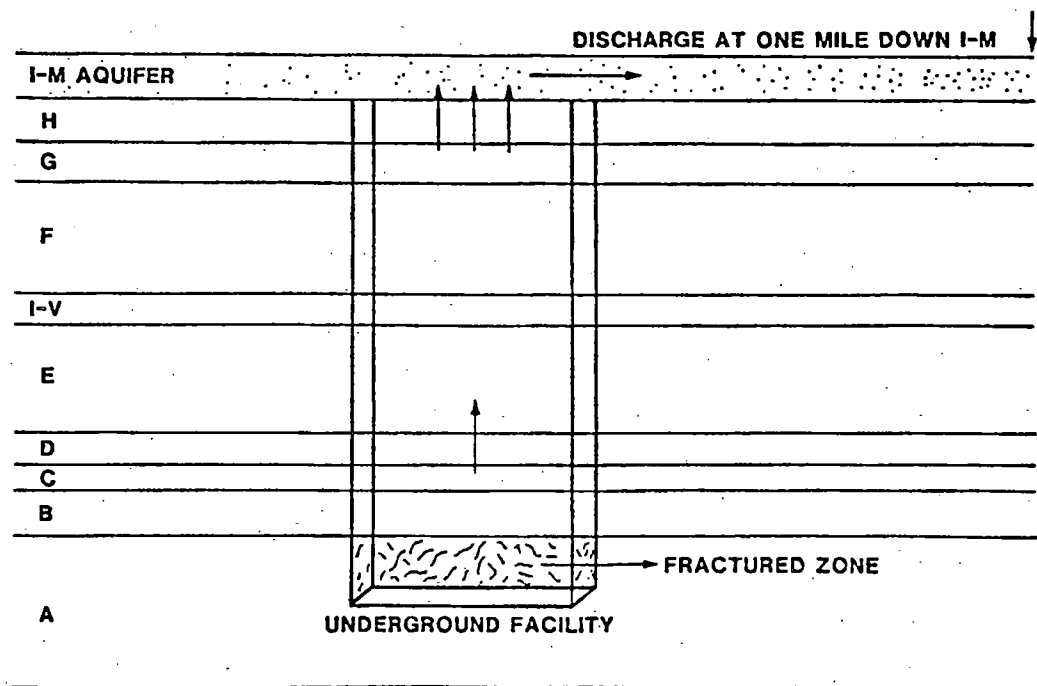 DISCHARGE AT ONE MILE DOWN I-M
I-M AQUIFER
H
G
F
I-V
E
D
C
B
FRACTURED ZONE
A
UNDERGROUND FACILITY